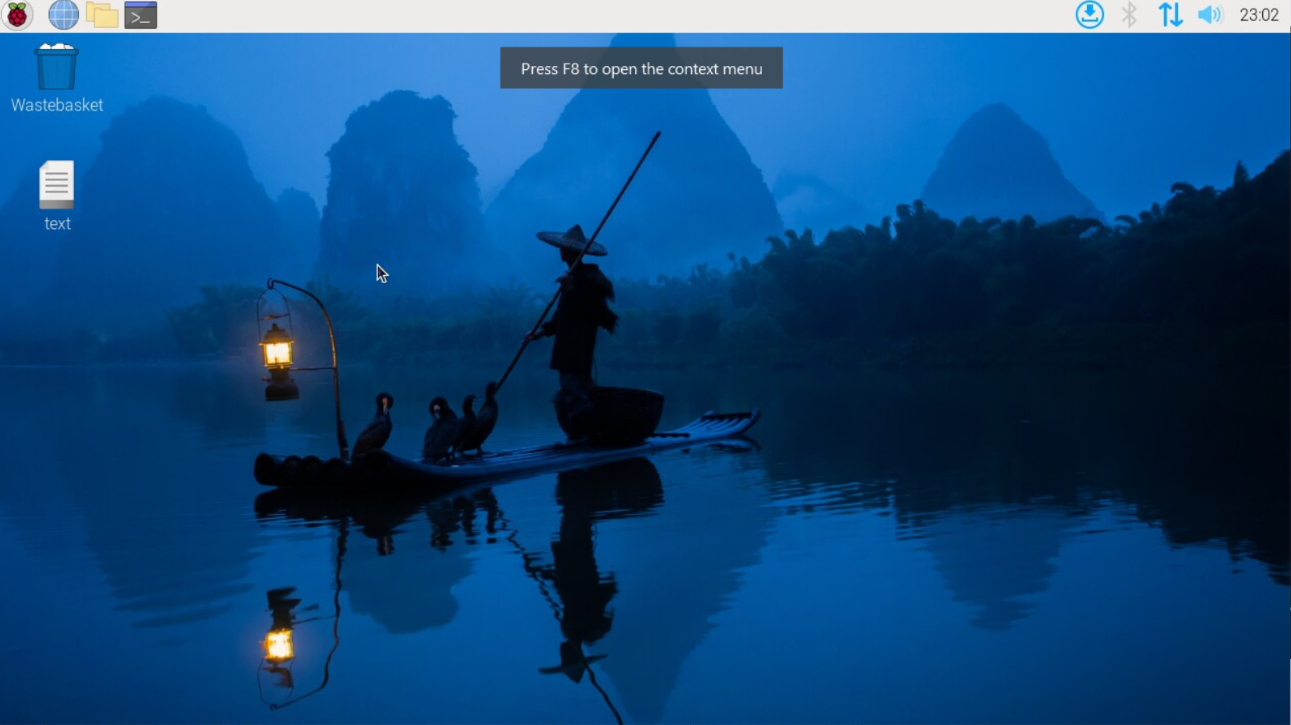 23:02
Press F8 to open the context menu
Wastebasket
text